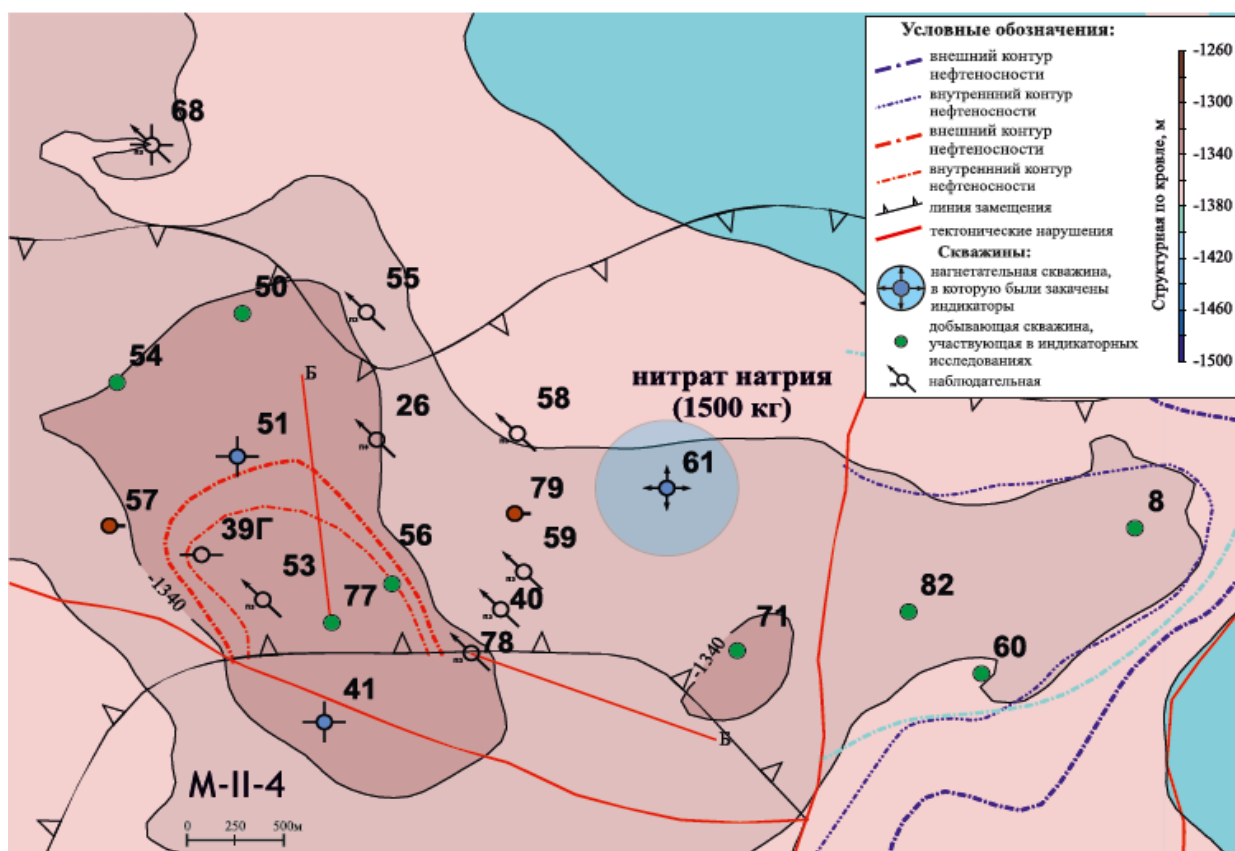 Условные обозначения:
внешний контур
нефтеносности
внутреннний контур
нефтеносности
внешний контур
нефтеносности
внутреннний контур
нефтеносности
линия замещения
тектонические нарушения
Скважины:
нагнетательная скважина,
в которую были закачены
индикаторы
добывающая скважина,
участвующая в индикаторных
исследованиях
наблюдательная
Структурная по кровле, м
-1260
-1300
-1340
-1380
-1420
-1460
-1500
68
55
50
54
Б
26
58
нитрат натрия
(1500 кг)
51
61
57
79
8
39Г
56
59
53
-1340
77
40
82
71
78
-1340
60
41
Б
М-II-4
0 250 500м